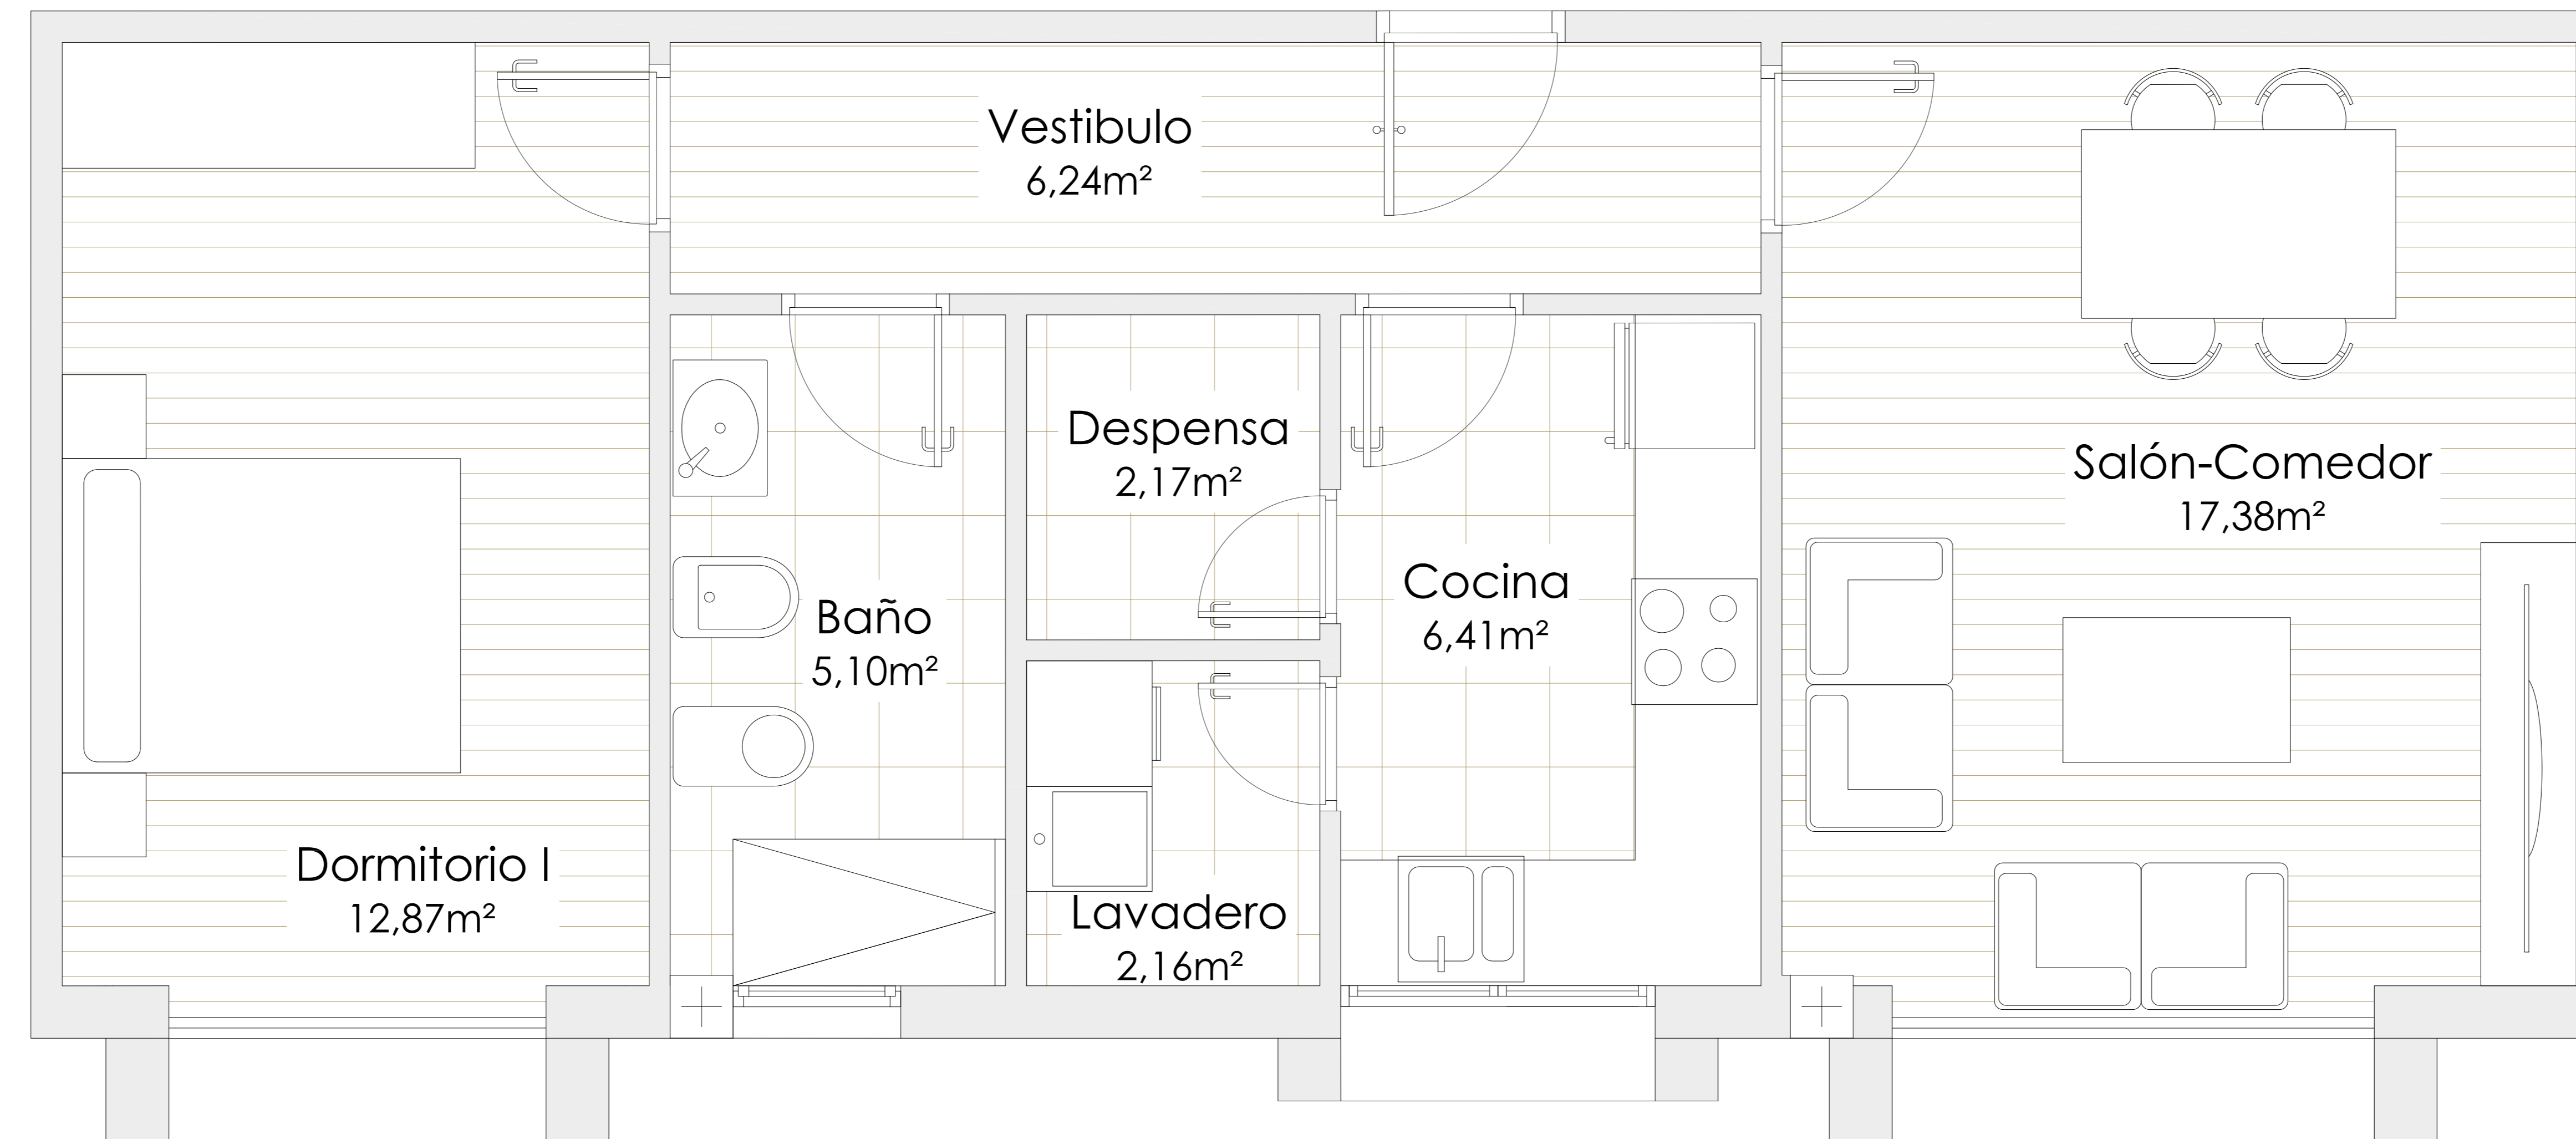 Vestibulo
6,24m²
Despensa
2,17m²
Salón-Comedor
17,38m²
Cocina
6,41m²
Baño
5,10m²
Dormitorio I
12,87m²
Lavadero
2,16m²